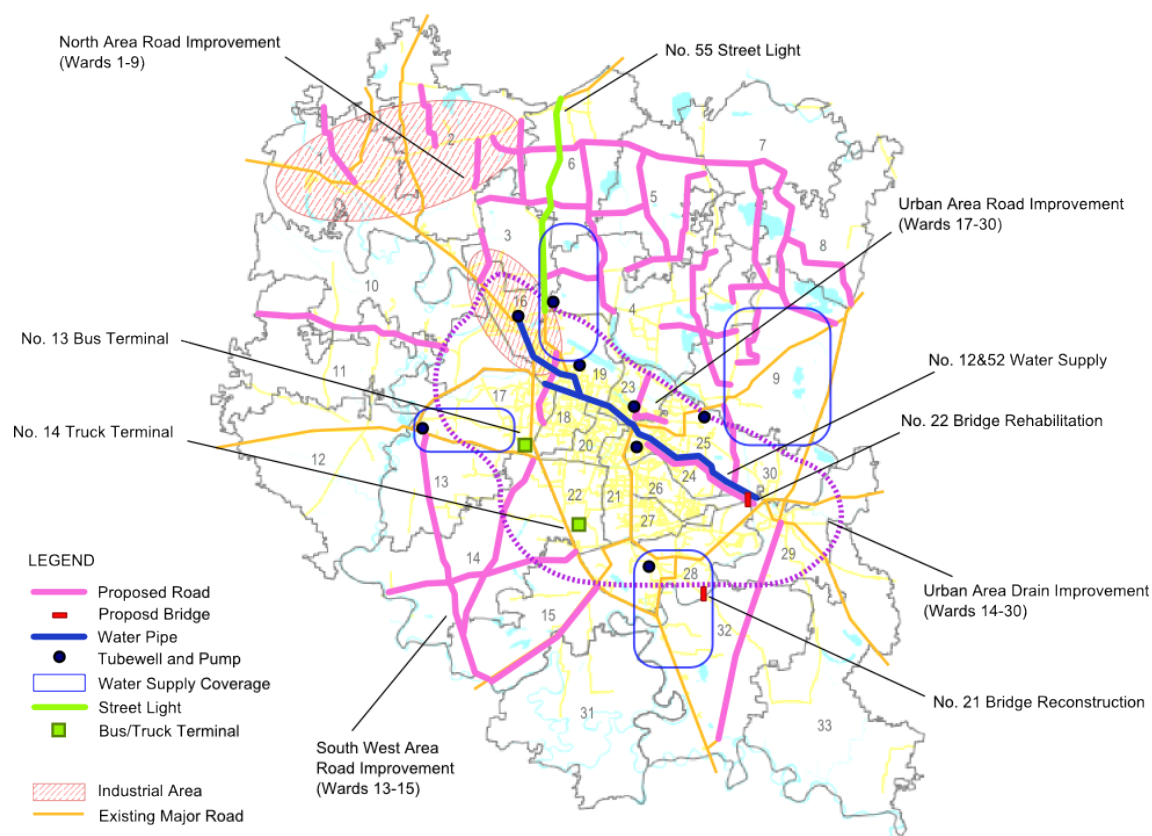 North Area Road Improvement
(Wards 1-9)
No. 55 Street Light
Urban Area Road Improvement
(Wards 17-30)
No. 13 Bus Terminal
No. 12&52 Water Supply
No. 14 Truck Terminal
No. 22 Bridge Rehabilitation
Urban Area Drain Improvement
(Wards 14-30)
No. 21 Bridge Reconstruction
South West Area
Road Improvement
(Wards 13-15)
1
2
3
4
5
6
7
8
9
10
11
12
13
14
15
16
17
18
19
20
21
22
23
24
25
26
27
28
29
30
31
32
33
LEGEND
Proposed Road
Proposd Bridge
Water Pipe
Tubewell and Pump
Water Supply Coverage
Street Light
Bus/Truck Terminal
Industrial Area
Existing Major Road